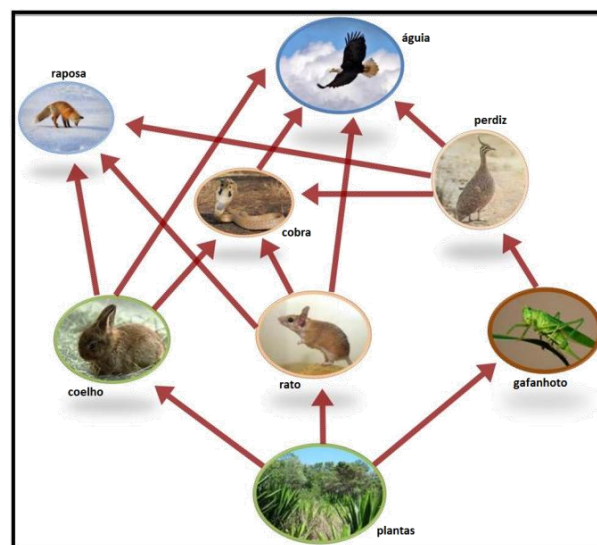 águia
raposa
perdiz
cobra
coelho
rato
gafanhoto
plantas